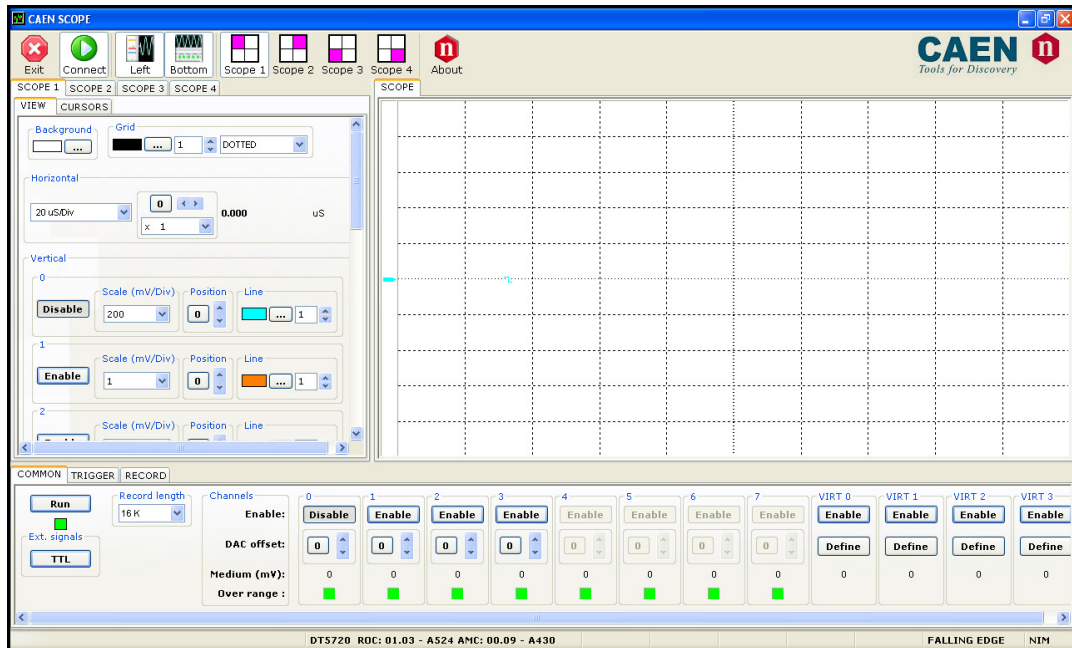 CAEN SCOPE
Exit Connect Left Bottom Scope 1 Scope 2 Scope 3 Scope 4 n About
CAEN n
Tools for Discovery
SCOPE 1 SCOPE 2 SCOPE 3 SCOPE 4
SCOPE
VIEW CURSORS
Background Grid
... ... 1 DOTTED
Horizontal
20 uS/Div 0 0.000 uS
x 1
Vertical
0
Scale (mV/Div) Position Line
Disable 200 0 ... 1
1
Scale (mV/Div) Position Line
Enable 1 0 ... 1
2
Scale (mV/Div) Position Line
COMMON TRIGGER RECORD
Run
Record length
16 K
Ext. signals
TTL
Channels 0 1 2 3 4 5 6 7 VIRT 0 VIRT 1 VIRT 2 VIRT 3
Enable: Disable Enable Enable Enable Enable Enable Enable Enable Enable Enable Enable Enable
DAC offset: 0 0 0 0 0 0 0 0 Define Define Define Define
Medium (mV): 0 0 0 0 0 0 0 0 0 0 0 0
Over range :
DT5720 ROC: 01.03 - A524 AMC: 00.09 - A430 FALLING EDGE NIM